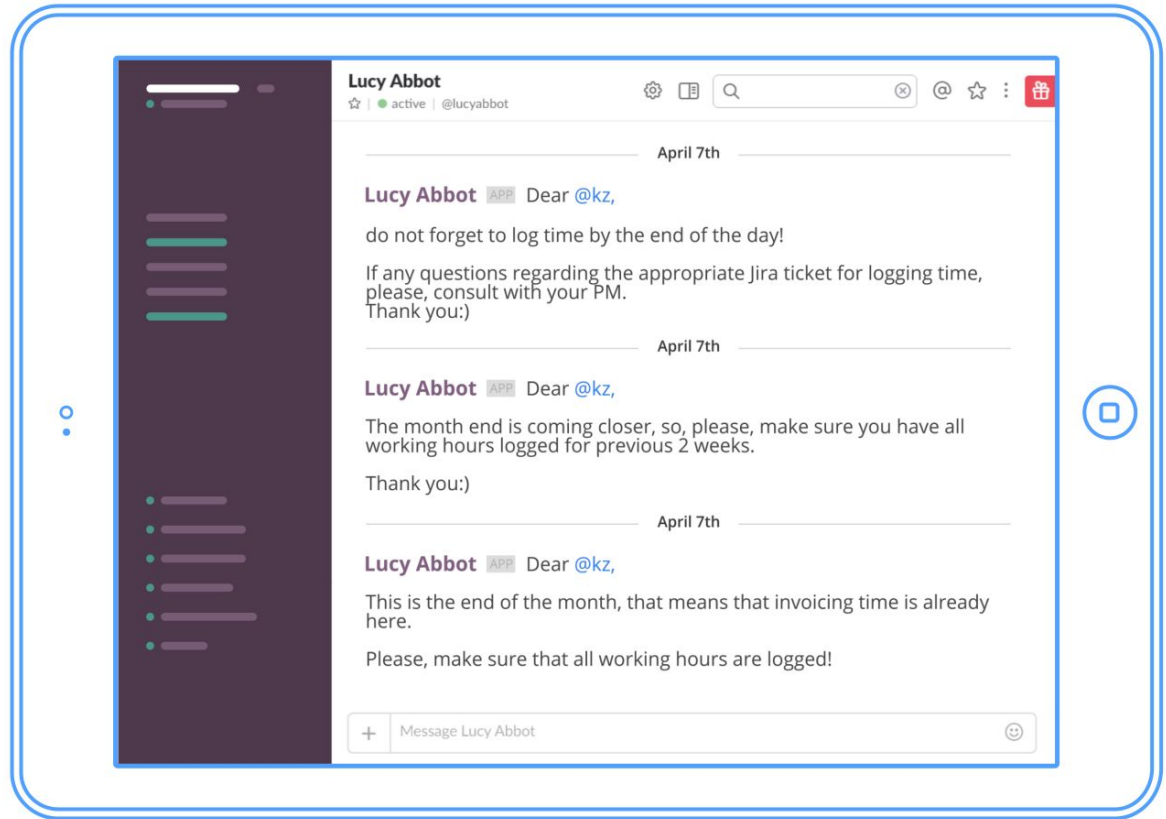 Lucy Abbot
active | @lucyabbot
April 7th
Lucy Abbot APP Dear @kz,
do not forget to log time by the end of the day!
If any questions regarding the appropriate Jira ticket for logging time,
please, consult with your PM.
Thank you:)
April 7th
Lucy Abbot APP Dear @kz,
The month end is coming closer, so, please, make sure you have all
working hours logged for previous 2 weeks.
Thank you:)
April 7th
Lucy Abbot APP Dear @kz,
This is the end of the month, that means that invoicing time is already
here.
Please, make sure that all working hours are logged!
Message Lucy Abbot